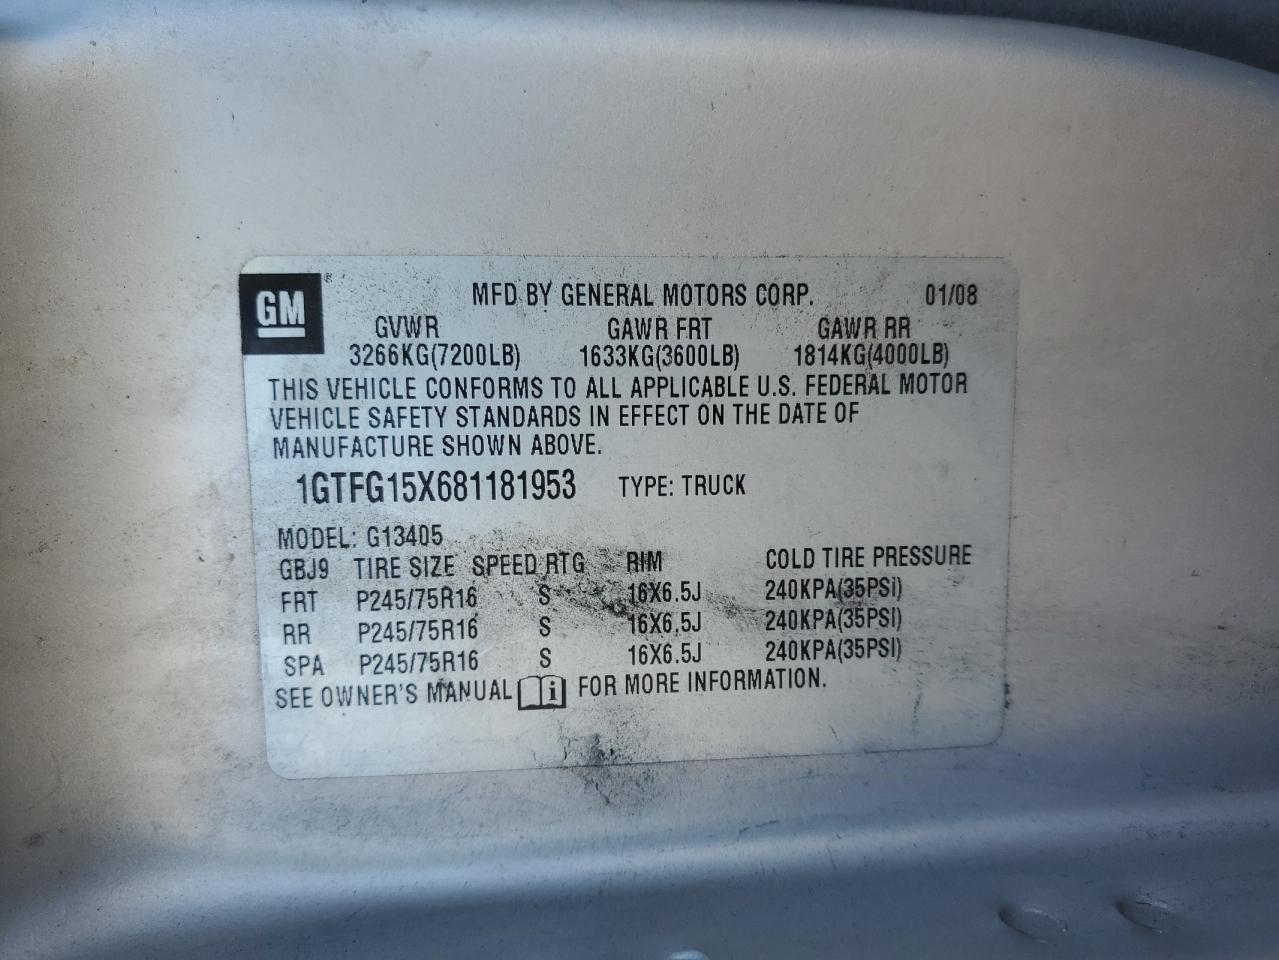 GM ®
MFD BY GENERAL MOTORS CORP. 01/08
GVWR GAWR FRT GAWR RR
3266KG(7200LB) 1633KG(3600LB) 1814KG(4000LB)
THIS VEHICLE CONFORMS TO ALL APPLICABLE U.S. FEDERAL MOTOR
VEHICLE SAFETY STANDARDS IN EFFECT ON THE DATE OF
MANUFACTURE SHOWN ABOVE.
1GTFG15X681181953 TYPE: TRUCK
MODEL: G13405
GBJ9 TIRE SIZE SPEED RTG RIM COLD TIRE PRESSURE
FRT P245/75R16 S 16X6.5J 240KPA(35PSI)
RR P245/75R16 S 16X6.5J 240KPA(35PSI)
SPA P245/75R16 S 16X6.5J 240KPA(35PSI)
SEE OWNER'S MANUAL i FOR MORE INFORMATION.